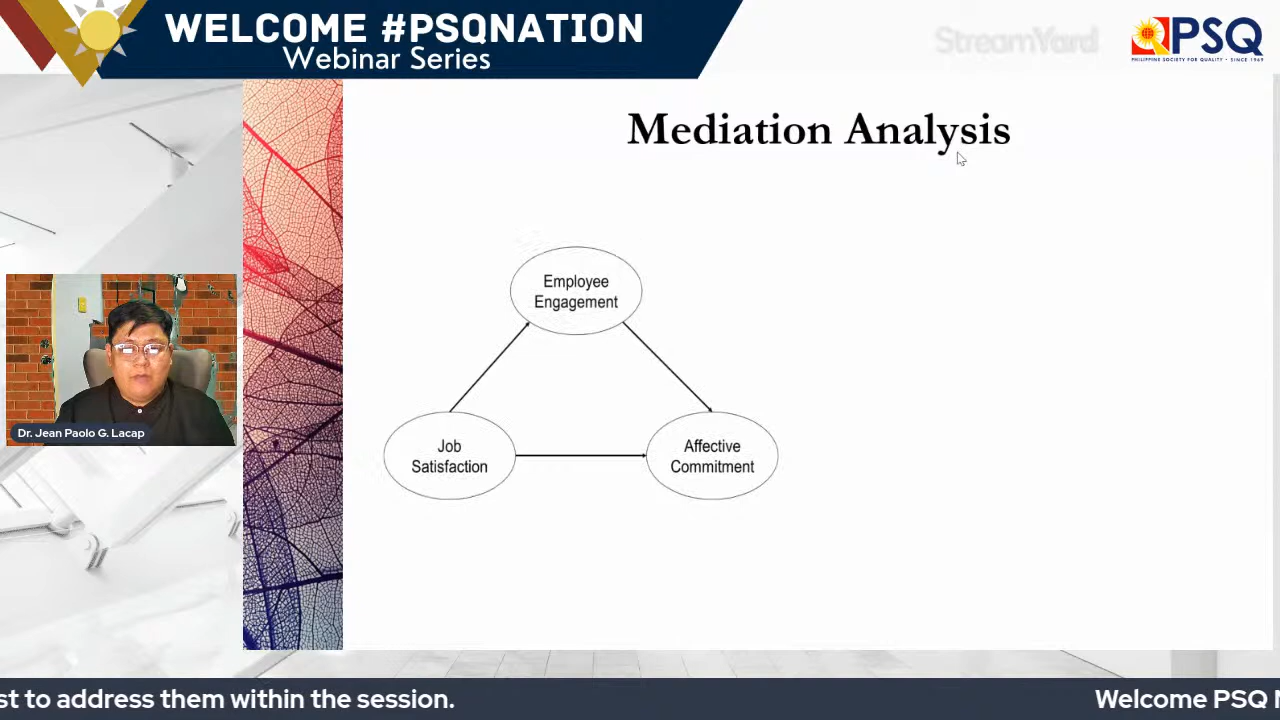 WELCOME #PSQNATION
Webinar Series
StreamYard
PSQ
PHILIPPINE SOCIETY FOR QUALITY • SINCE 1969
Mediation Analysis
Employee
Engagement
Job
Satisfaction
Affective
Commitment
Dr. Jean Paolo G. Lacap
st to address them within the session.
Welcome PSQ